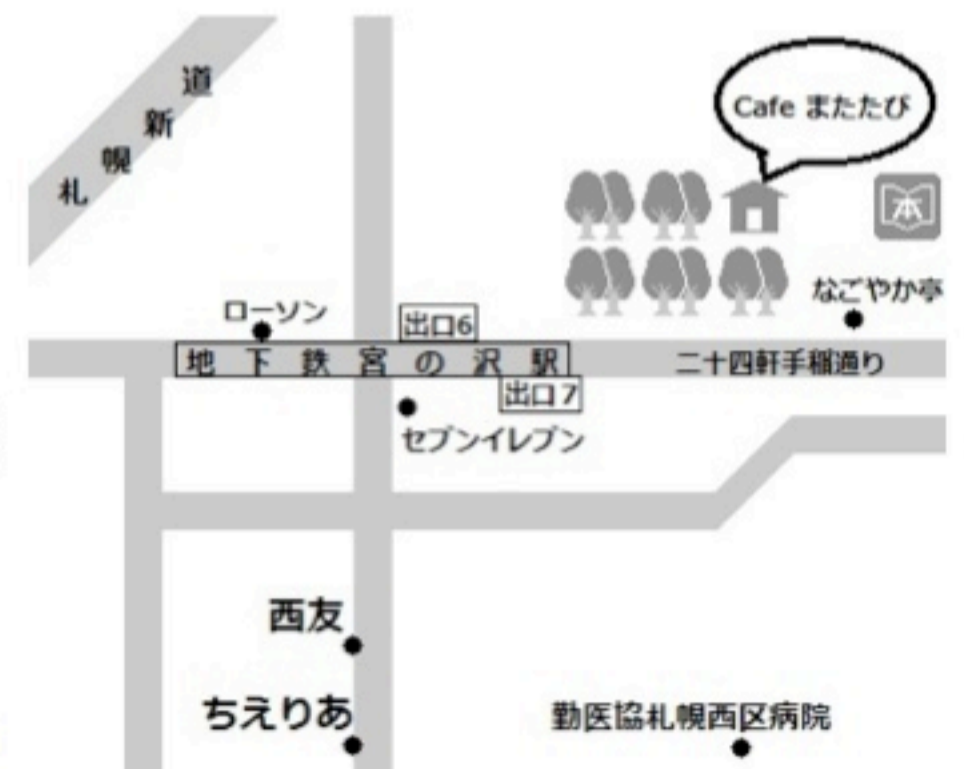 札幌新道
Cafe またたび
本
なごやか亭
ローソン
出口6
地下鉄宮の沢駅
二十四軒手稲通り
出口7
セブンイレブン
西友
ちえりあ
勤医協札幌西区病院